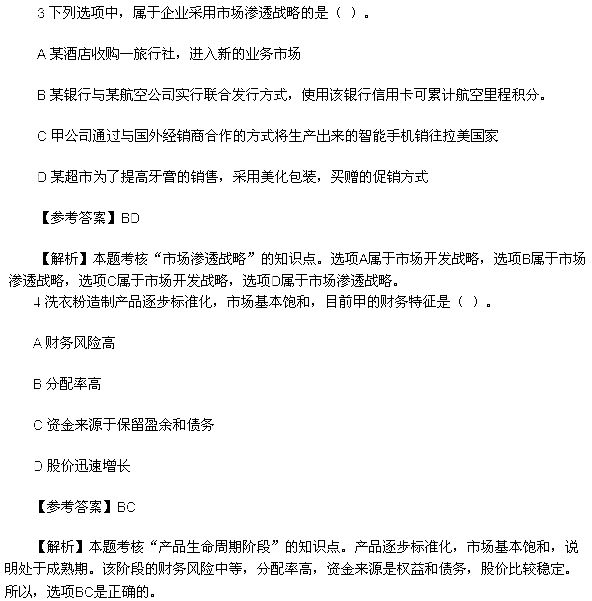 3 下列选项中，属于企业采用市场渗透战略的是（ ）。
A 某酒店收购一旅行社，进入新的业务市场
B 某银行与某航空公司实行联合发行方式，使用该银行信用卡可累计航空里程积分。
C 甲公司通过与国外经销商合作的方式将生产出来的智能手机销往拉美国家
D 某超市为了提高牙膏的销售，采用美化包装，买赠的促销方式
【参考答案】BD
【解析】本题考核“市场渗透战略”的知识点。选项A属于市场开发战略，选项B属于市场
渗透战略，选项C属于市场开发战略，选项D属于市场渗透战略。
4 洗衣粉造制产品逐步标准化，市场基本饱和，目前甲的财务特征是（ ）。
A 财务风险高
B 分配率高
C 资金来源于保留盈余和债务
D 股价迅速增长
【参考答案】BC
【解析】本题考核“产品生命周期阶段”的知识点。产品逐步标准化，市场基本饱和，说
明处于成熟期。该阶段的财务风险中等，分配率高，资金来源是权益和债务，股价比较稳定。
所以，选项BC是正确的。